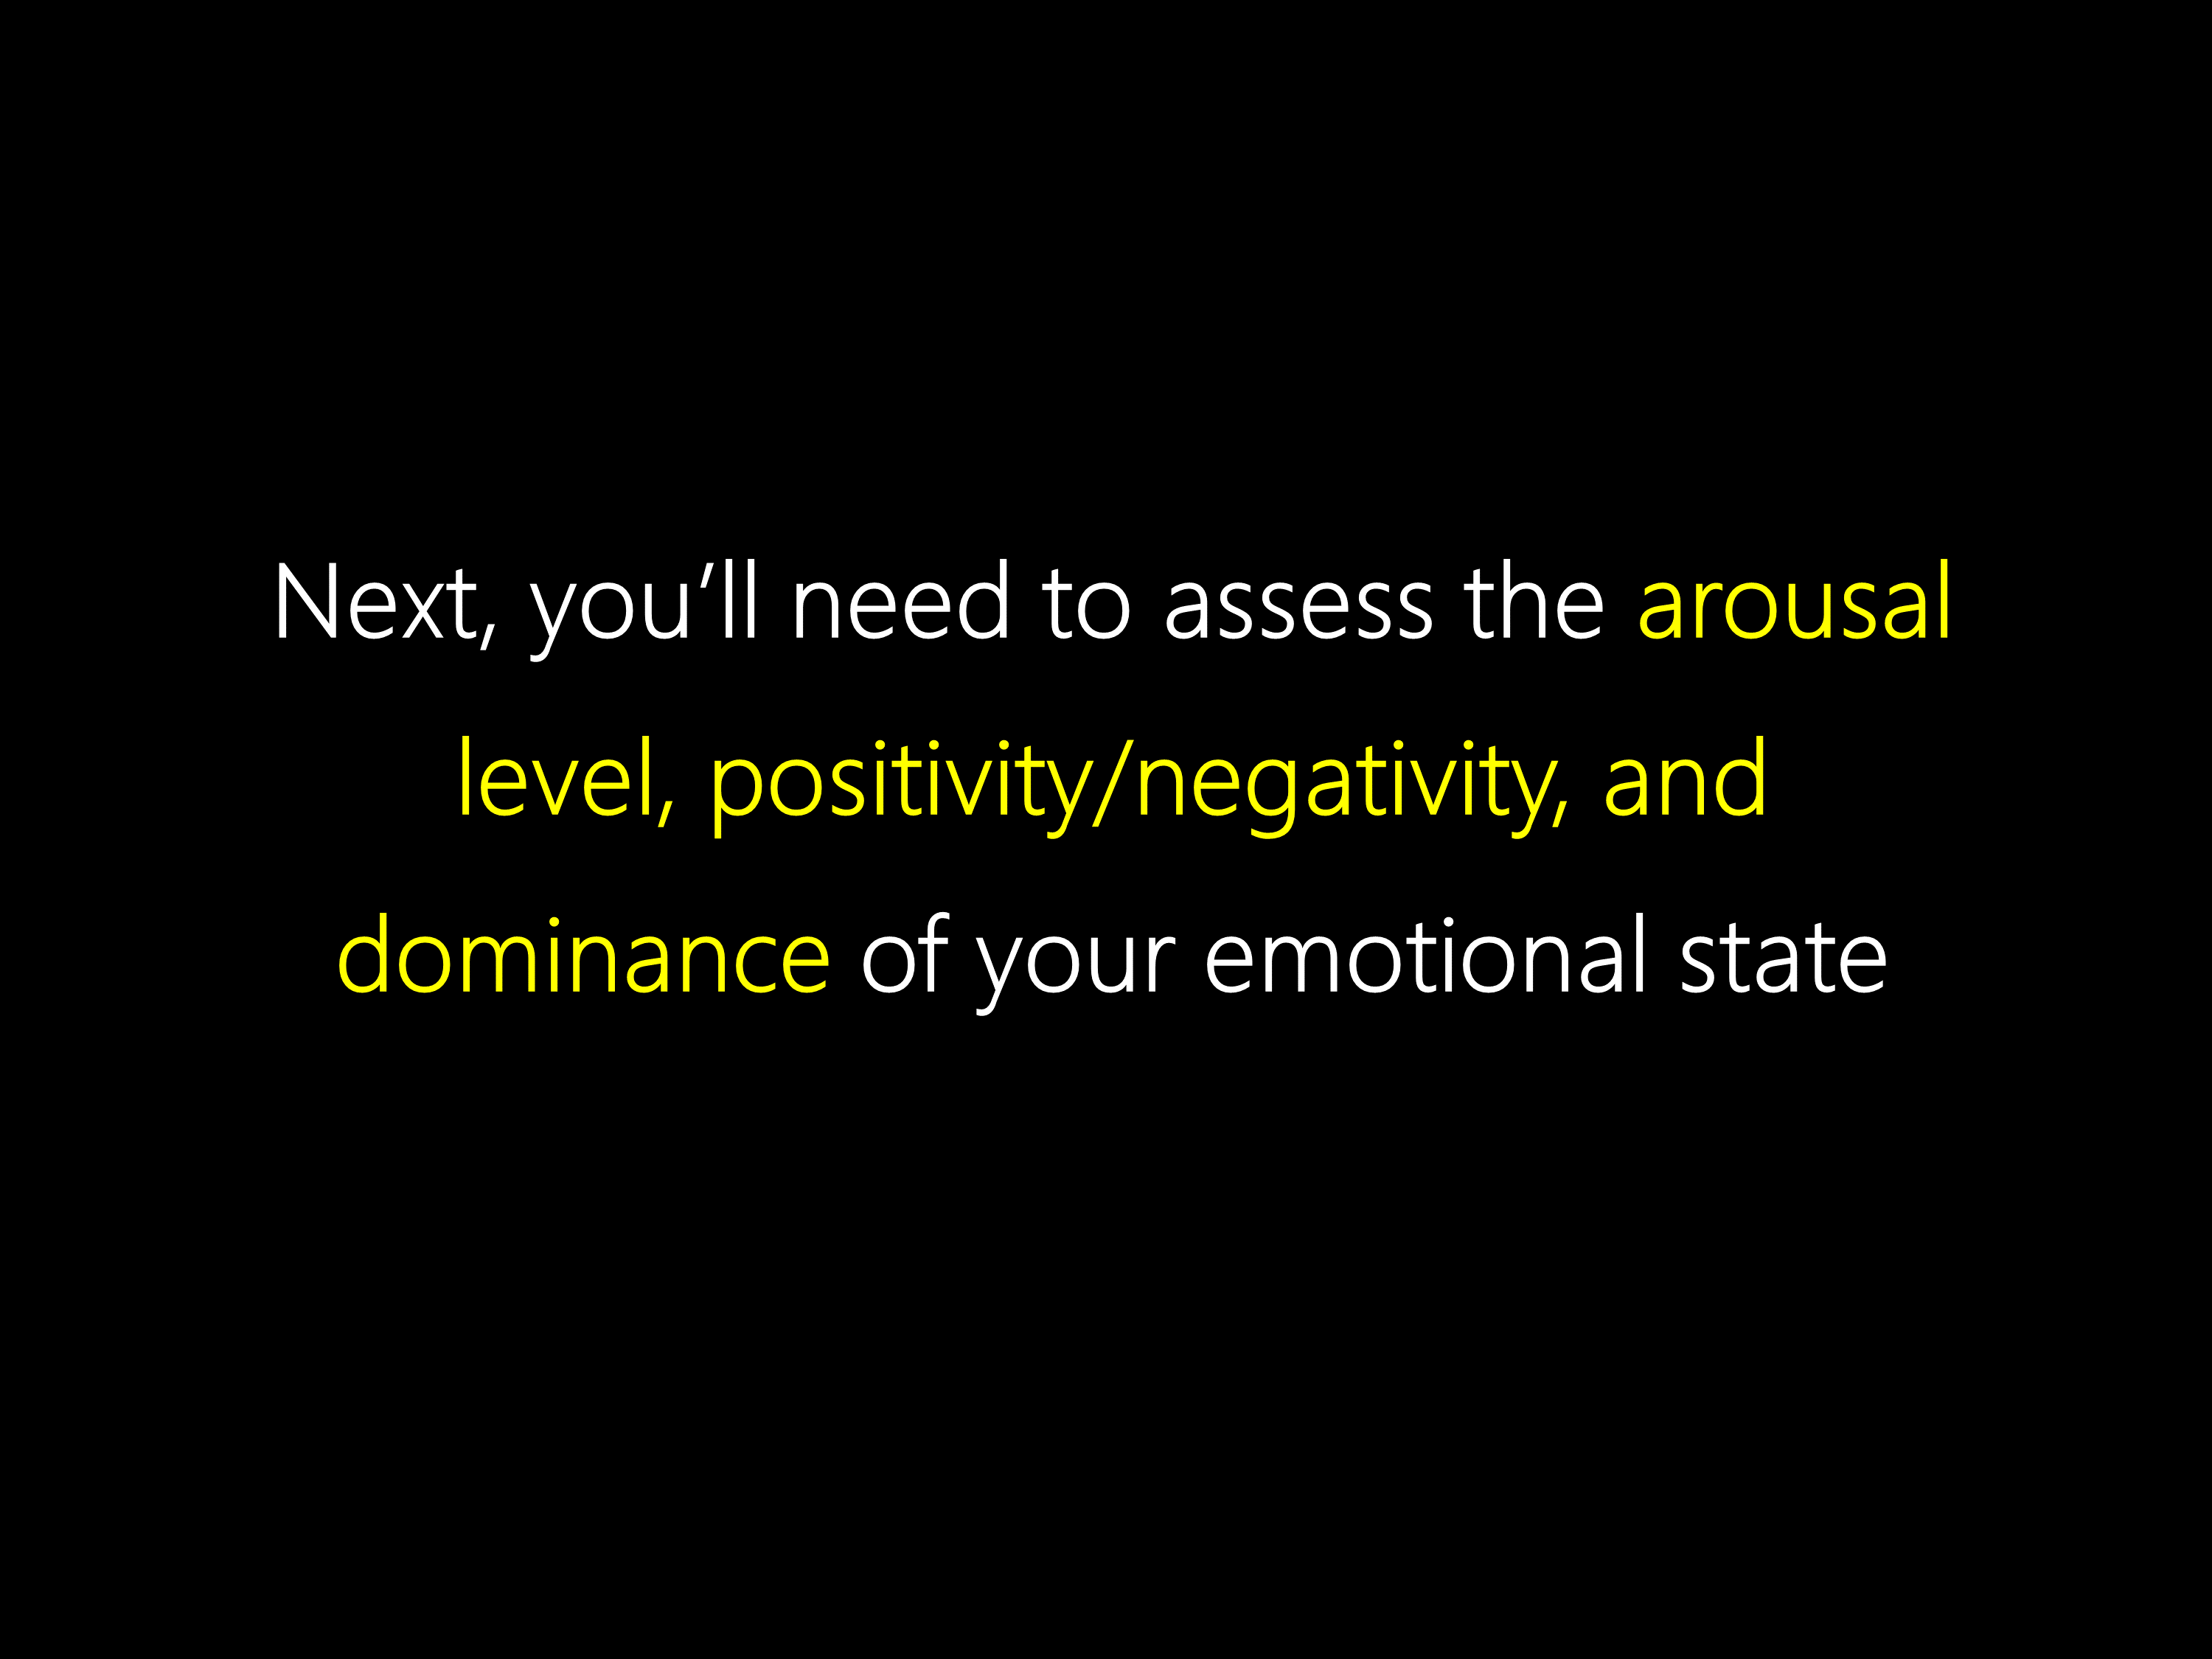 Next, you’ll need to assess the arousal
level, positivity/negativity, and
dominance of your emotional state